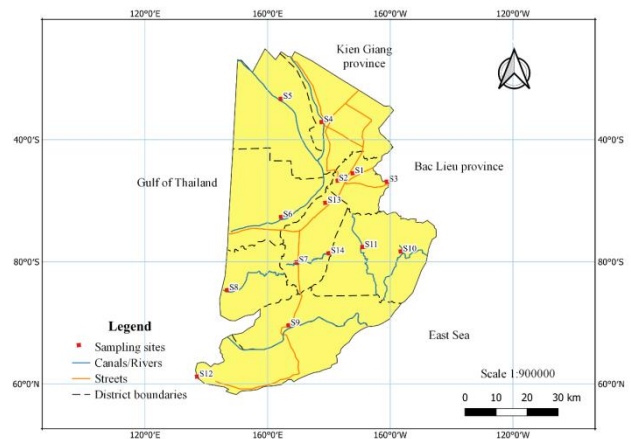 120°0'E 160°0'E 160°0'W 120°0'W
Kien Giang
province
S5
S4
40°0'S 40°0'S
Bac Lieu province
S1
S2 S3
Gulf of Thailand
S13
S6
S11 S10
S14
S7
80°0'S 80°0'S
S8
S9
East Sea
Legend
Sampling sites
Canals/Rivers
Streets
District boundaries
S12
Scale 1:900000
60°0'N 60°0'N
0 10 20 30 km
120°0'E 160°0'E 160°0'W 120°0'W